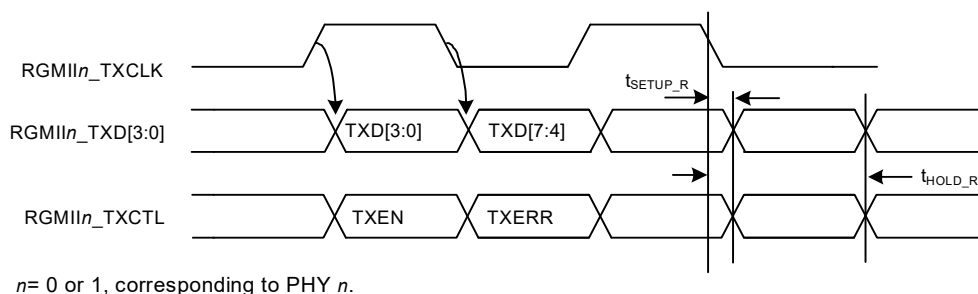 RGMIIn_TXCLK
tSETUP_R
RGMIIn_TXD[3:0]
TXD[3:0]
TXD[7:4]
tHOLD_R
RGMIIn_TXCTL
TXEN
TXERR
n= 0 or 1, corresponding to PHY n.